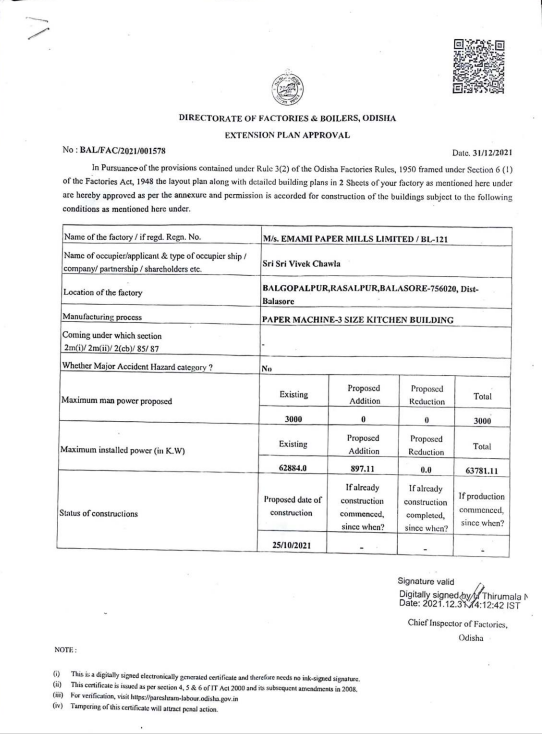 DIRECTORATE OF FACTORIES & BOILERS, ODISHA
EXTENSION PLAN APPROVAL
No : BAL/FAC/2021/001578
Date. 31/12/2021
In Pursuance of the provisions contained under Rule 3(2) of the Odisha Factories Rules, 1950 framed under Section 6 (1)
of the Factories Act, 1948 the layout plan along with detailed building plans in 2 Sheets of your factory as mentioned here under
are hereby approved as per the annexure and permission is accorded for construction of the buildings subject to the following
conditions as mentioned here under.
Name of the factory / if regd. Regn. No.
M/s. EMAMI PAPER MILLS LIMITED / BL-121
Name of occupier/applicant & type of occupier ship /
company/ partnership / shareholders etc.
Sri Sri Vivek Chawla
Location of the factory
BALGOPALPUR,RASALPUR,BALASORE-756020, Dist-
Balasore
Manufacturing process
PAPER MACHINE-3 SIZE KITCHEN BUILDING
Coming under which section
2m(i)/ 2m(ii)/ 2(cb)/ 85/ 87
-
Whether Major Accident Hazard category ?
No
Maximum man power proposed
Existing
Proposed
Addition
Proposed
Reduction
Total
3000
0
0
3000
Maximum installed power (in K.W)
Existing
Proposed
Addition
Proposed
Reduction
Total
62884.0
897.11
0.0
63781.11
Status of constructions
Proposed date of
construction
If already
construction
commenced,
since when?
If already
construction
completed,
since when?
If production
commenced,
since when?
25/10/2021
-
-
-
Signature valid
Digitally signed by Thirumala
Date: 2021.12.31 14:12:42 IST
Chief Inspector of Factories,
Odisha
NOTE :
(i) This is a digitally signed electronically generated certificate and therefore needs no ink-signed signature.
(ii) This certificate is issued as per section 4, 5 & 6 of IT Act 2000 and its subsequent amendments in 2008.
(iii) For verification, visit https://pareshram-labour.odisha.gov.in
(iv) Tampering of this certificate will attract penal action.